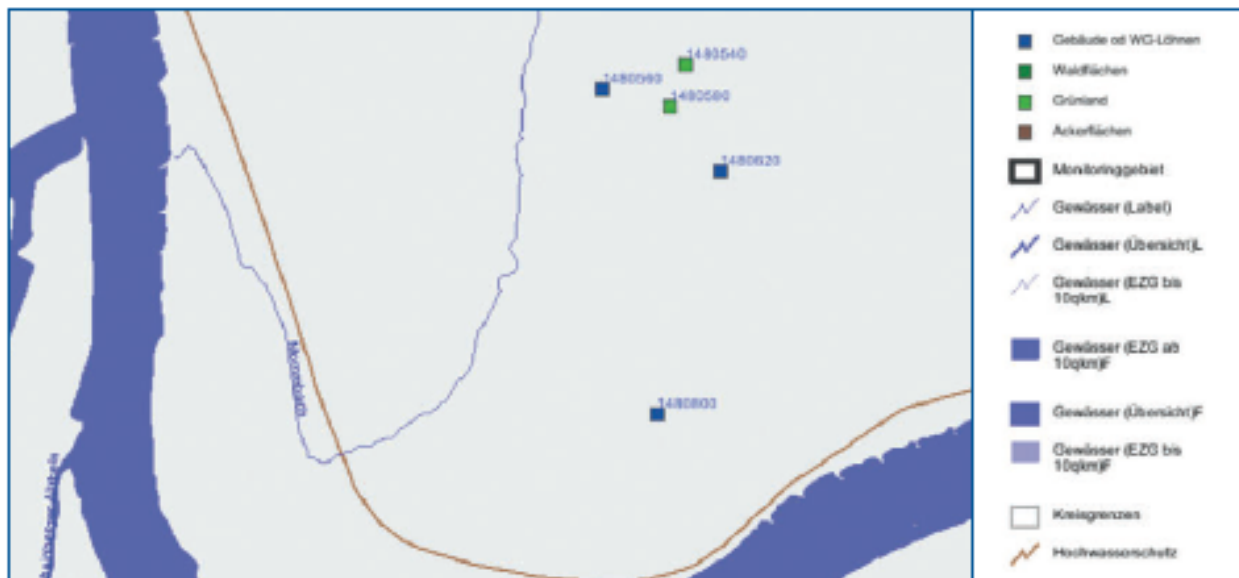 1480540
1480560
1480580
1480620
1480800
Gebäude od WG-Löhnen
Waldflächen
Grünland
Ackerflächen
Monitoringgebiet
Gewässer (Label)
Gewässer (Übersicht)L
Gewässer (EZG bis
10qkm)L
Gewässer (EZG ab
10qkm)F
Gewässer (Übersicht)F
Gewässer (EZG bis
10qkm)F
Kreisgrenzen
Hochwasserschutz